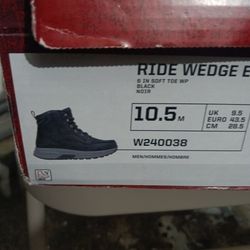 RIDE WEDGE E
6 IN SOFT TOE WP
BLACK
NOIR
10.5 M
UK 9.5
EURO 43.5
CM 28.5
W240038
MEN/HOMMES/HOMBRE